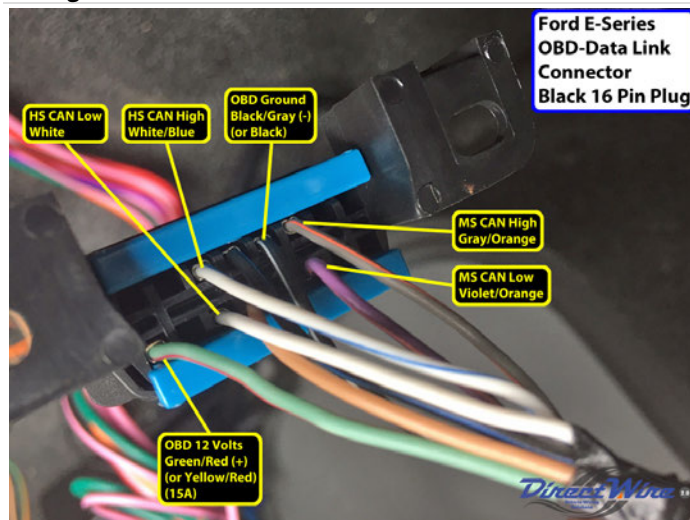 Ford E-Series
OBD-Data Link
Connector
Black 16 Pin Plug
HS CAN Low
White
HS CAN High
White/Blue
OBD Ground
Black/Gray (-)
(or Black)
MS CAN High
Gray/Orange
MS CAN Low
Violet/Orange
OBD 12 Volts
Green/Red (+)
(or Yellow/Red)
(15A)
DirectWire